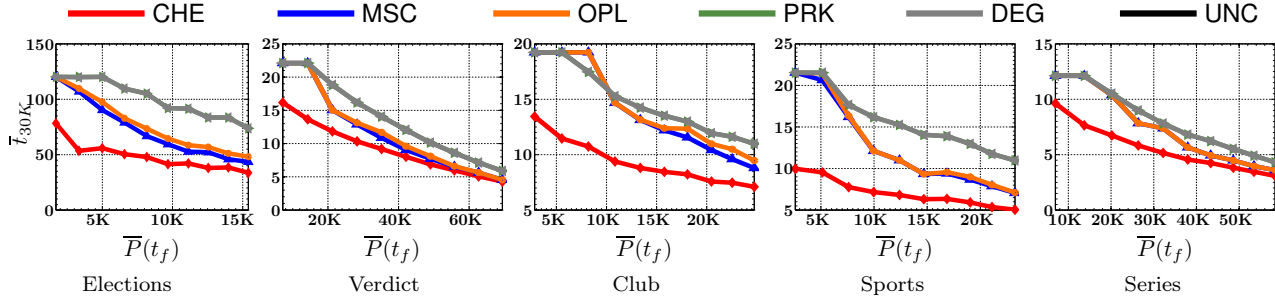 CHE MSC OPL PRK DEG UNC
150 25 20 25 15
20 20
100 15 10
15 15
10 10 5
50 10
5
0 0 5 5 0
5K 10K 15K 20K 40K 60K 10K 15K 20K 10K 15K 20K 10K 20K 30K 40K 50K
t̅30K
P̅(tf) P̅(tf) P̅(tf) P̅(tf) P̅(tf)
Elections Verdict Club Sports Series